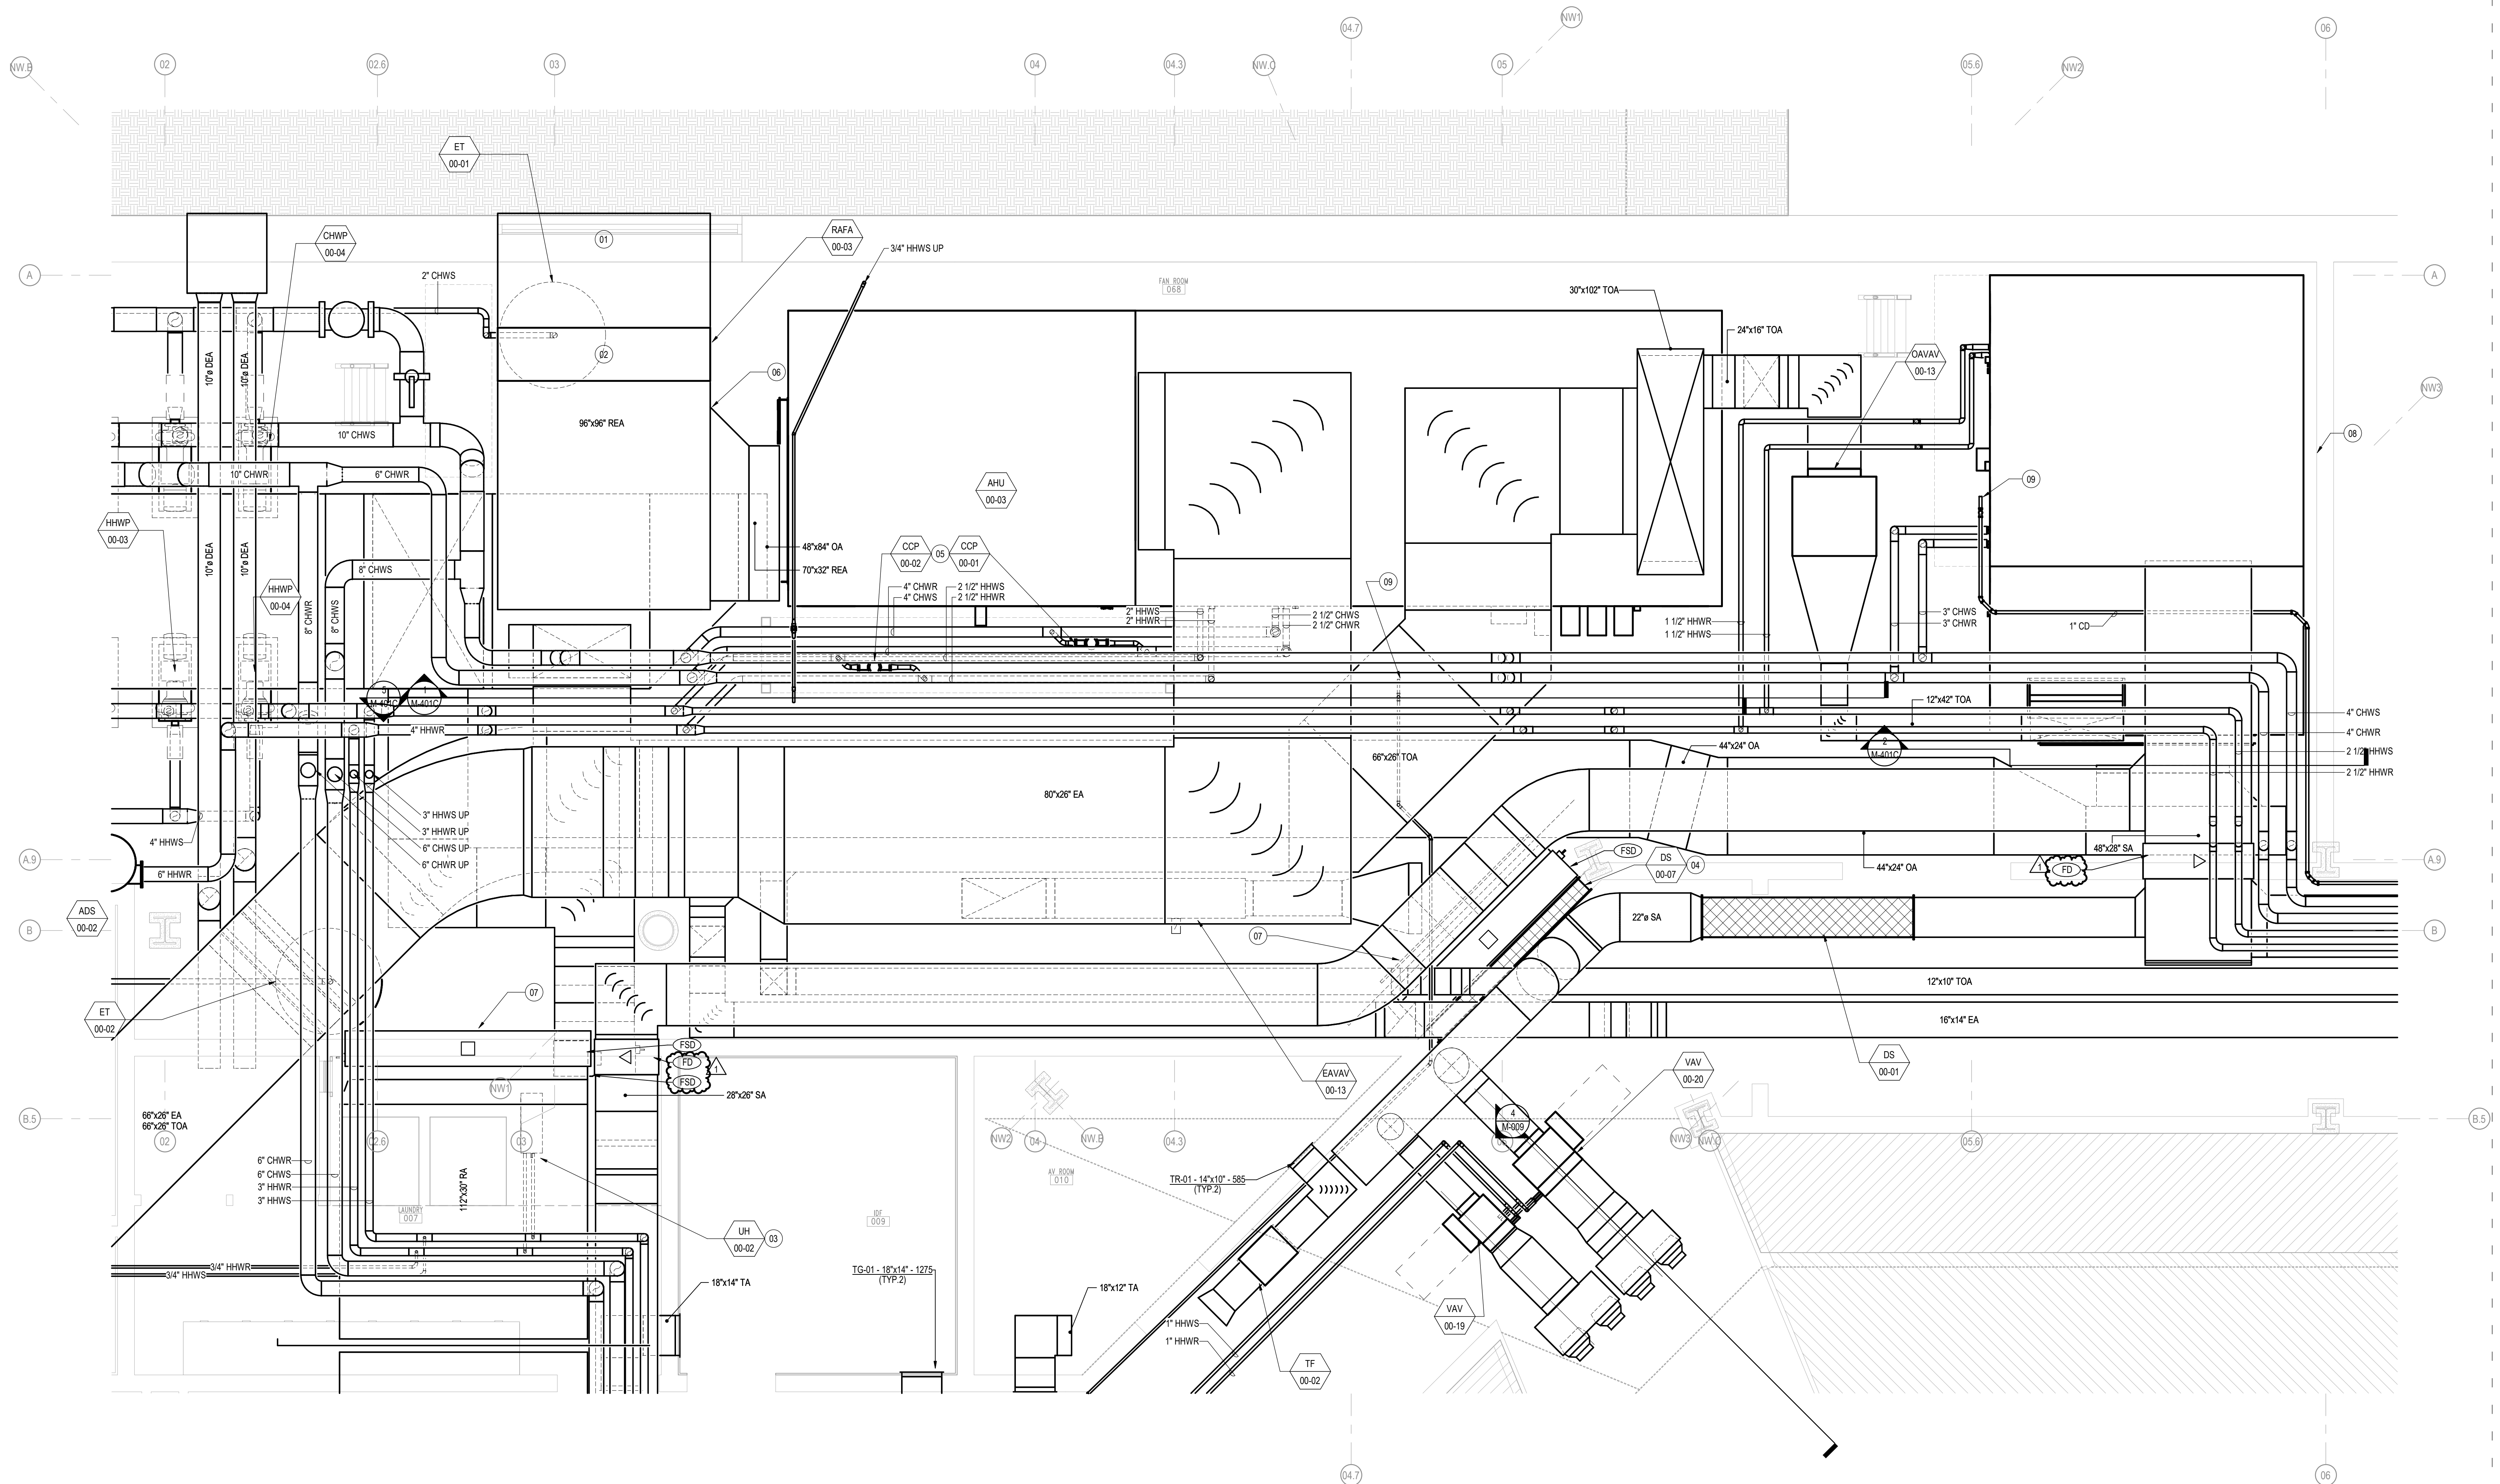 04.7
NW1
06
NW.B
02
02.6
03
04
04.3
NW.C
05
05.6
NW2
ET
00-01
RAFA
00-03
CHWP
00-04
01
3/4" HHWS UP
A
2" CHWS
FAN ROOM
068
30"x102" TOA
A
24"x16" TOA
02
OAVAV
00-13
10"ø DEA
10"ø DEA
06
NW3
96"x96" REA
10" CHWS
08
10" CHWR
6" CHWR
AHU
00-03
09
HHWP
00-03
10"ø DEA
10"ø DEA
48"x84" OA
CCP
00-02
05
CCP
00-01
8" CHWS
70"x32" REA
09
4" CHWR
4" CHWS
2 1/2" HHWS
2 1/2" HHWR
HHWP
00-04
8" CHWR
8" CHWS
2" HHWS
2" HHWR
2 1/2" CHWS
2 1/2" CHWR
1 1/2" HHWR
1 1/2" HHWS
3" CHWS
3" CHWR
1" CD
5
M-401C
1
M-401C
12"x42" TOA
4" CHWS
4" HHWR
4" CHWR
2
M-401C
44"x24" OA
2 1/2" HHWS
66"x26" TOA
2 1/2" HHWR
80"x26" EA
3" HHWS UP
3" HHWR UP
6" CHWS UP
6" CHWR UP
4" HHWS
48"x28" SA
A.9
FSD
DS
00-07
04
44"x24" OA
1
FD
A.9
6" HHWR
ADS
00-02
22"ø SA
B
07
B
12"x10" TOA
07
ET
00-02
16"x14" EA
FSD
FD
1
FSD
NW1
EAVAV
00-13
VAV
00-20
DS
00-01
28"x26" SA
66"x26" EA
66"x26" TOA
B.5
4
M-009
B.5
02
02.6
03
NW2
04
NW.B
04.3
05
NW3
NW.C
05.6
6" CHWR
6" CHWS
3" HHWR
3" HHWS
112"x30" RA
AV ROOM
010
TR-01 - 14"x10" - 585
(TYP.2)
LAUNDRY
007
IDF
009
UH
00-02
03
3/4" HHWR
3/4" HHWS
18"x14" TA
TG-01 - 18"x14" - 1275
(TYP.2)
18"x12" TA
VAV
00-19
1" HHWS
1" HHWR
TF
00-02
04.7
06